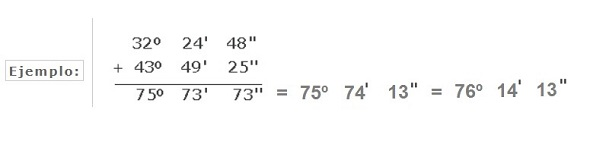 32º 24' 48"
+ 43º 49' 25"
Ejemplo:
75º 73' 73" = 75º 74' 13" = 76º 14' 13"